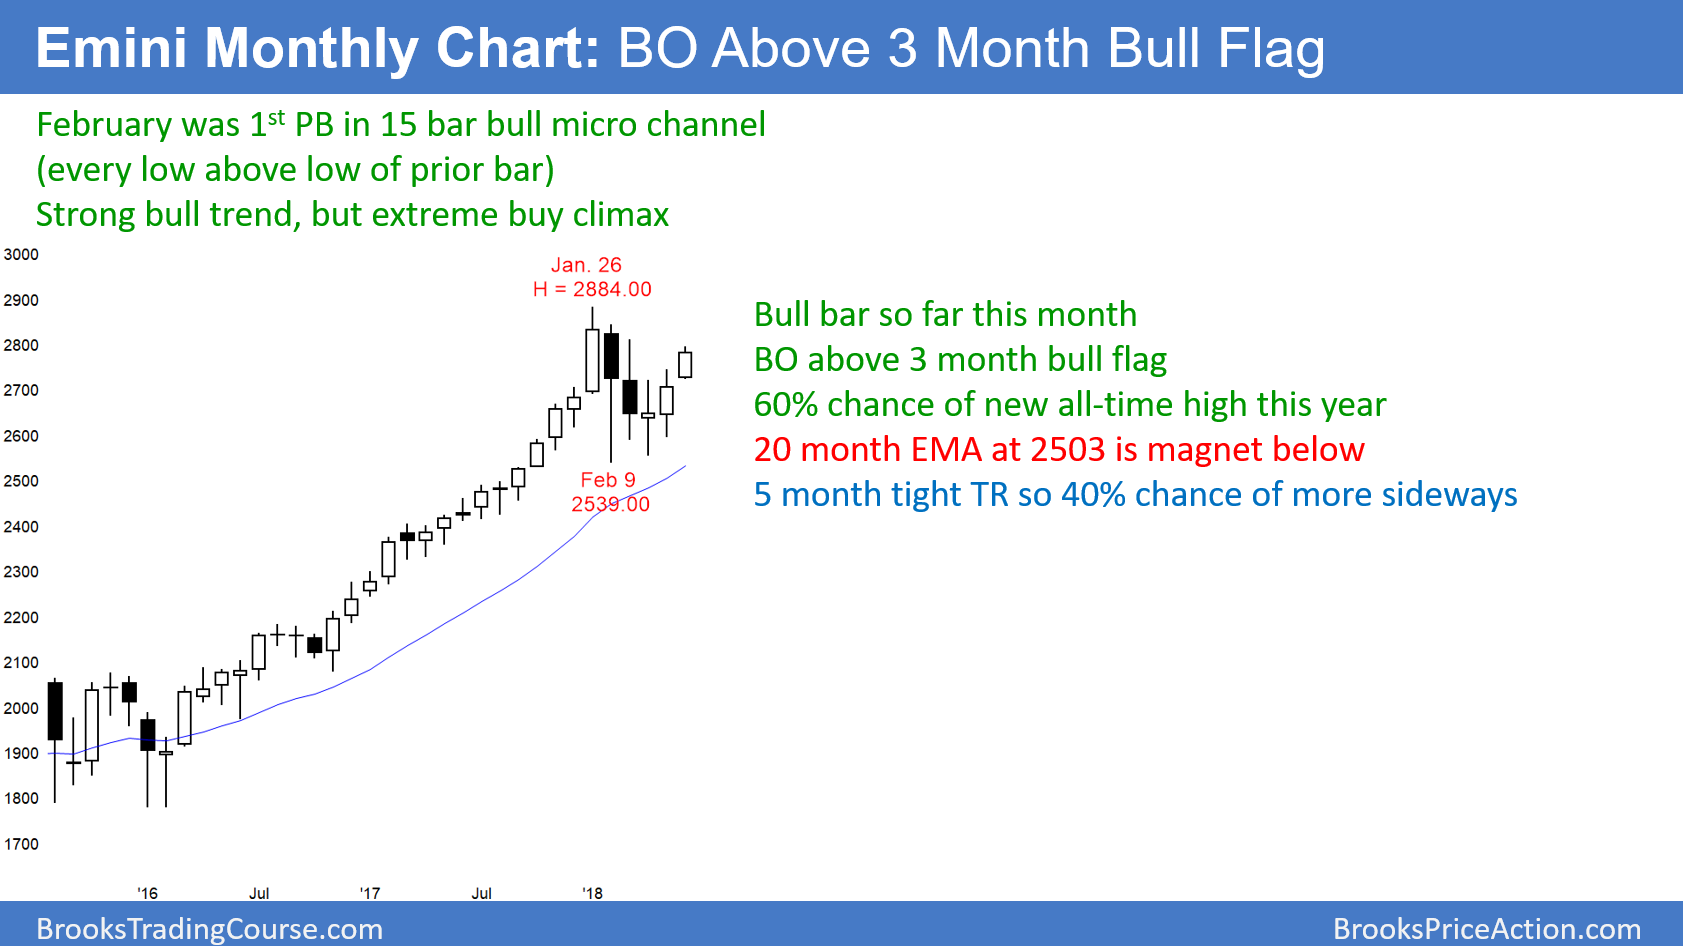 Emini Monthly Chart: BO Above 3 Month Bull Flag
February was 1st PB in 15 bar bull micro channel
(every low above low of prior bar)
Strong bull trend, but extreme buy climax
3000
2900
2800
2700
2600
2500
2400
2300
2200
2100
2000
1900
1800
1700
Jan. 26
H = 2884.00
Feb 9
2539.00
'16
Jul
'17
Jul
'18
Bull bar so far this month
BO above 3 month bull flag
60% chance of new all-time high this year
20 month EMA at 2503 is magnet below
5 month tight TR so 40% chance of more sideways
BrooksTradingCourse.com
BrooksPriceAction.com